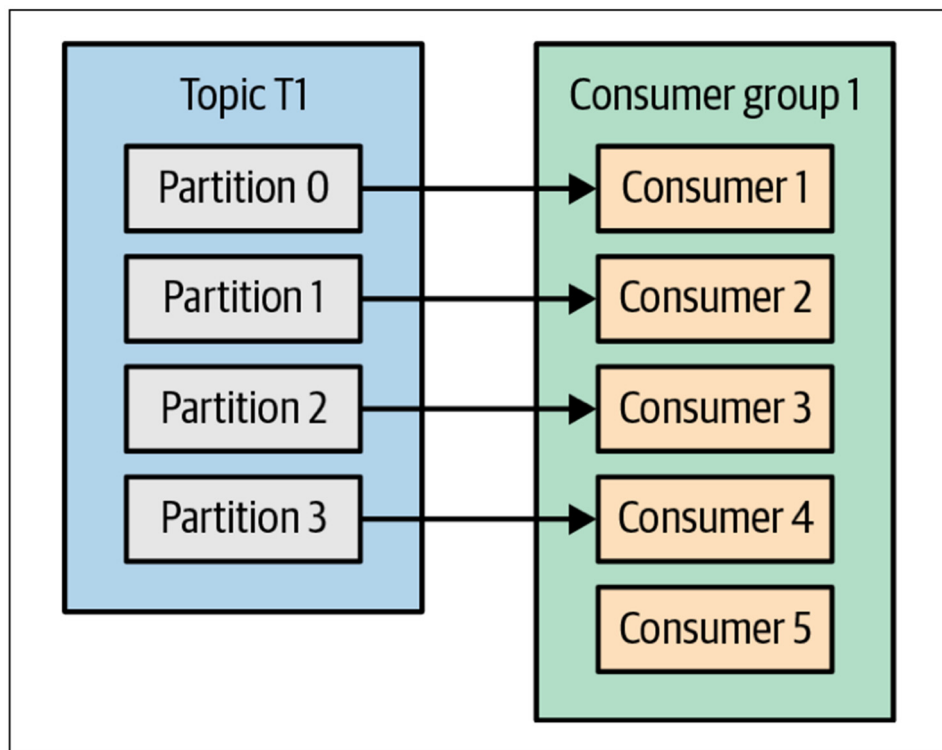 Topic T1
Partition 0
Partition 1
Partition 2
Partition 3
Consumer group 1
Consumer 1
Consumer 2
Consumer 3
Consumer 4
Consumer 5